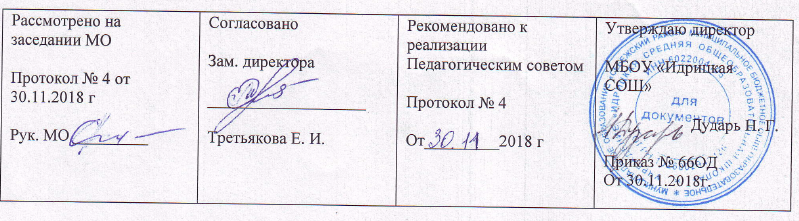 Рассмотрено на
заседании МО
Протокол № 4 от
30.11.2018 г
Рук. МО
Согласовано
Зам. директора
Третьякова Е. И.
Рекомендовано к
реализации
Педагогическим советом
Протокол № 4
От 30.11 2018 г
Утверждаю директор
МБОУ «Идрицкая
СОШ»
для
документов
Дударь Н. Г.
Приказ № 66ОД
От 30.11.2018г.